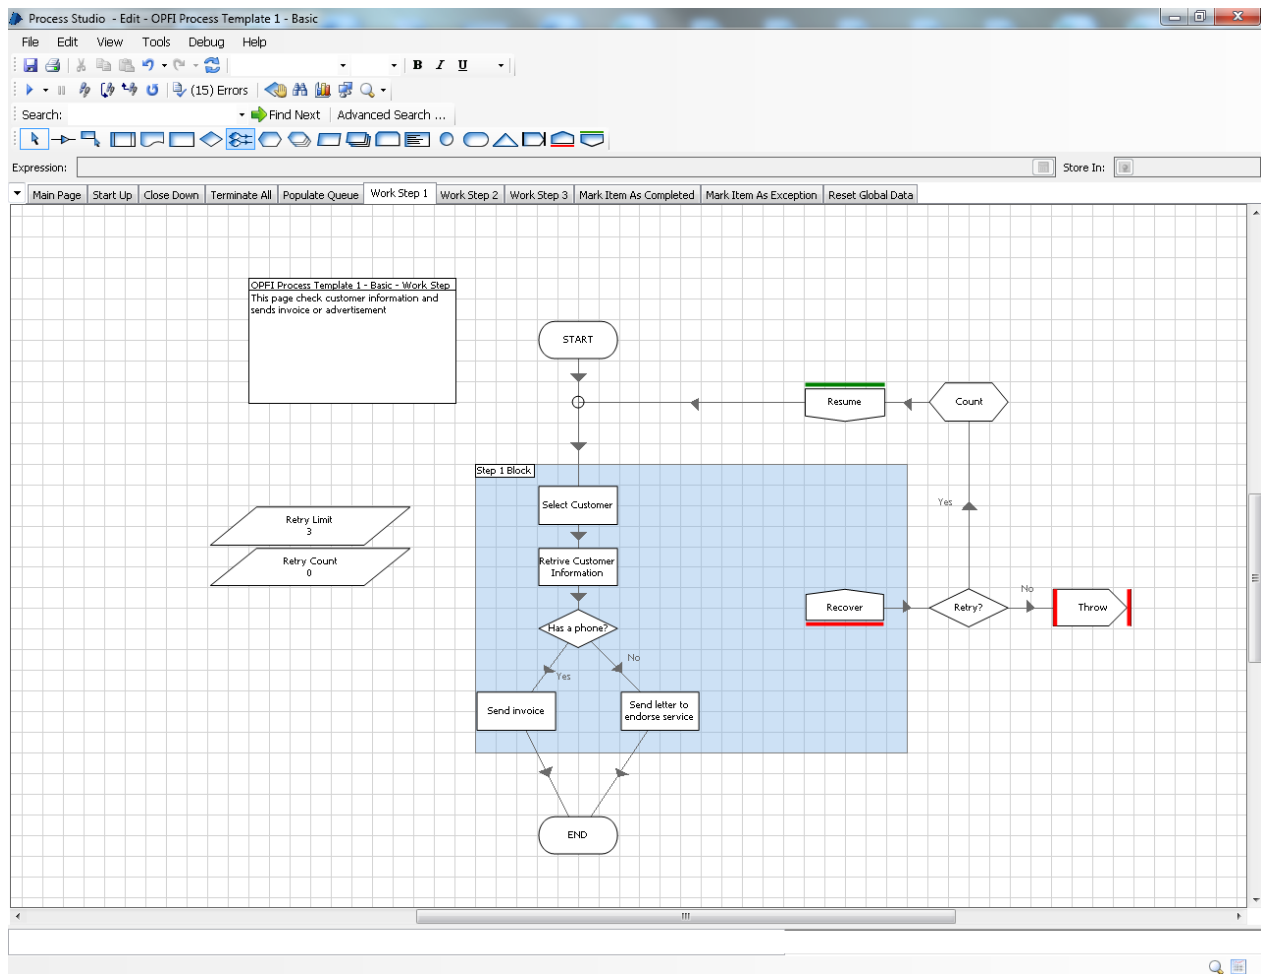 Process Studio - Edit - OPFI Process Template 1 - Basic
File Edit View Tools Debug Help
B I U
(15) Errors
Search: Find Next Advanced Search ...
Expression: Store In:
Main Page Start Up Close Down Terminate All Populate Queue Work Step 1 Work Step 2 Work Step 3 Mark Item As Completed Mark Item As Exception Reset Global Data
OPFI Process Template 1 - Basic - Work Step
This page check customer information and
sends invoice or advertisement
START
Resume
Count
Step 1 Block
Yes
Select Customer
Retry Limit
3
Retrive Customer
Information
Retry Count
0
No
Recover
Retry?
Throw
Has a phone?
No
Yes
Send invoice
Send letter to
endorse service
END